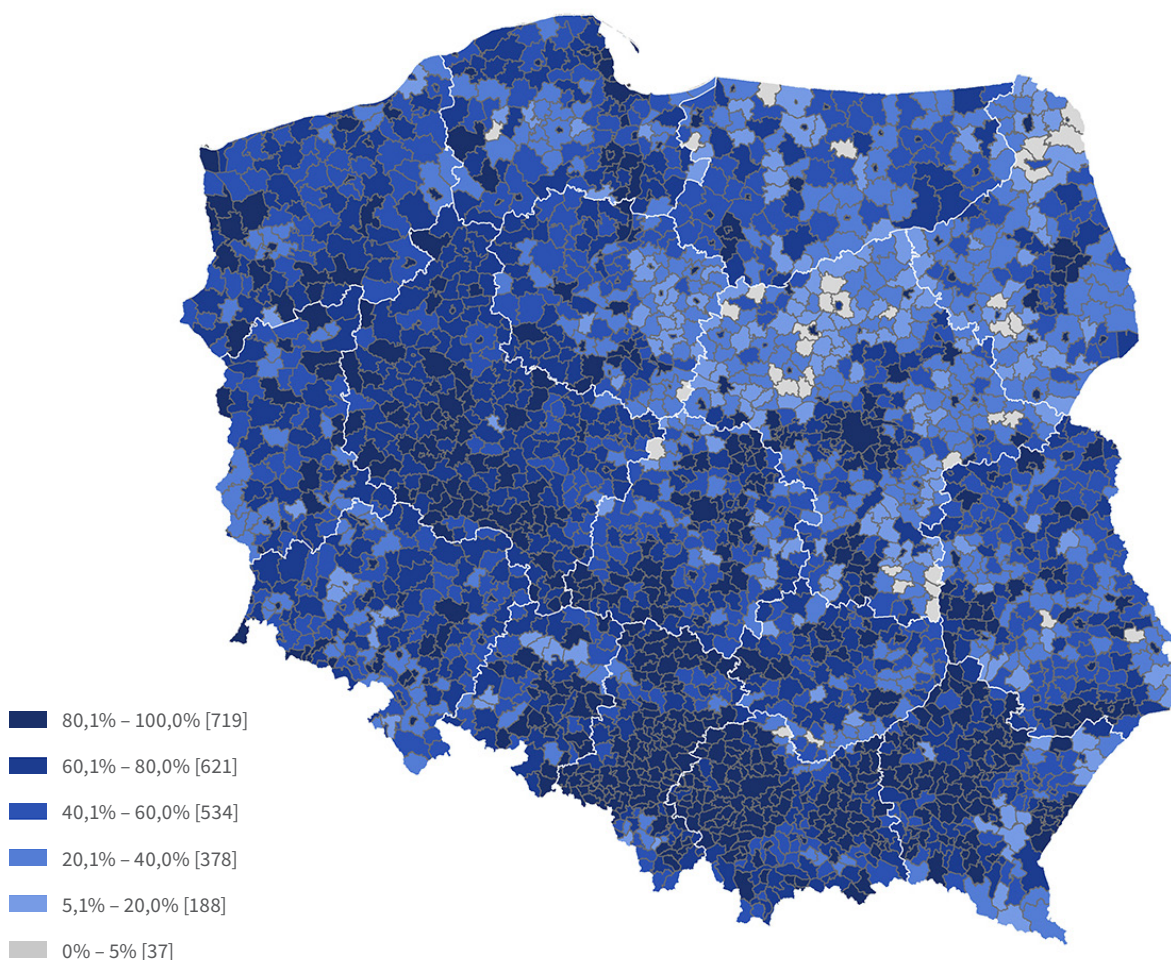 80,1% – 100,0% [719]
60,1% – 80,0% [621]
40,1% – 60,0% [534]
20,1% – 40,0% [378]
5,1% – 20,0% [188]
0% – 5% [37]